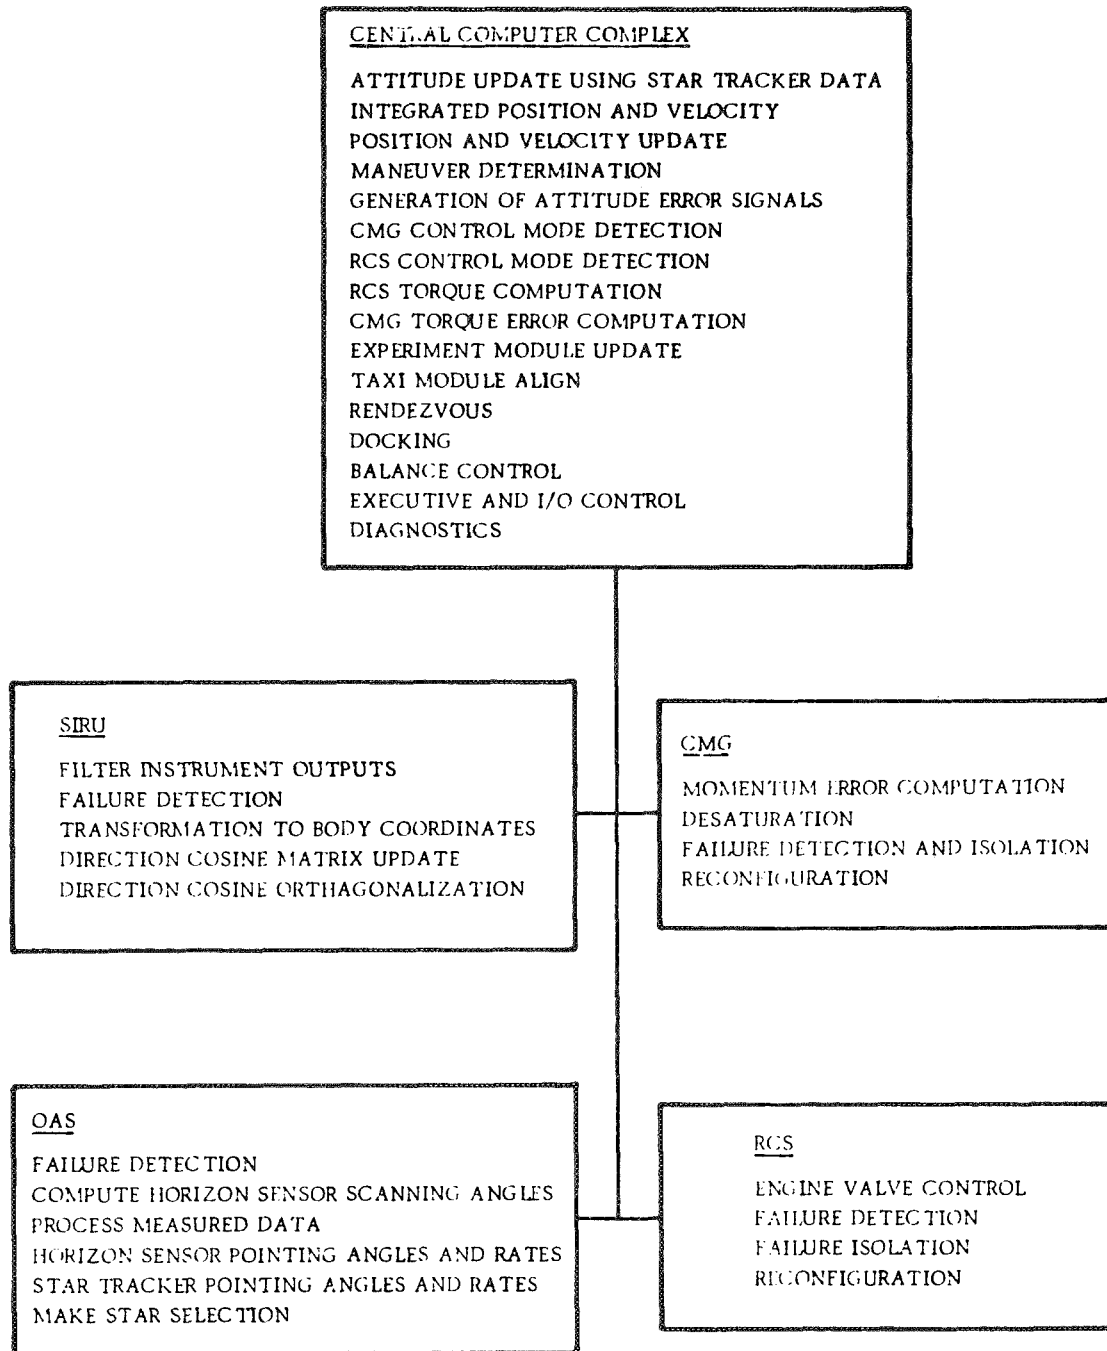 CENTRAL COMPUTER COMPLEX
ATTITUDE UPDATE USING STAR TRACKER DATA
INTEGRATED POSITION AND VELOCITY
POSITION AND VELOCITY UPDATE
MANEUVER DETERMINATION
GENERATION OF ATTITUDE ERROR SIGNALS
CMG CONTROL MODE DETECTION
RCS CONTROL MODE DETECTION
RCS TORQUE COMPUTATION
CMG TORQUE ERROR COMPUTATION
EXPERIMENT MODULE UPDATE
TAXI MODULE ALIGN
RENDEZVOUS
DOCKING
BALANCE CONTROL
EXECUTIVE AND I/O CONTROL
DIAGNOSTICS
SIRU
FILTER INSTRUMENT OUTPUTS
FAILURE DETECTION
TRANSFORMATION TO BODY COORDINATES
DIRECTION COSINE MATRIX UPDATE
DIRECTION COSINE ORTHAGONALIZATION
CMG
MOMENTUM ERROR COMPUTATION
DESATURATION
FAILURE DETECTION AND ISOLATION
RECONFIGURATION
OAS
FAILURE DETECTION
COMPUTE HORIZON SENSOR SCANNING ANGLES
PROCESS MEASURED DATA
HORIZON SENSOR POINTING ANGLES AND RATES
STAR TRACKER POINTING ANGLES AND RATES
MAKE STAR SELECTION
RCS
ENGINE VALVE CONTROL
FAILURE DETECTION
FAILURE ISOLATION
RECONFIGURATION